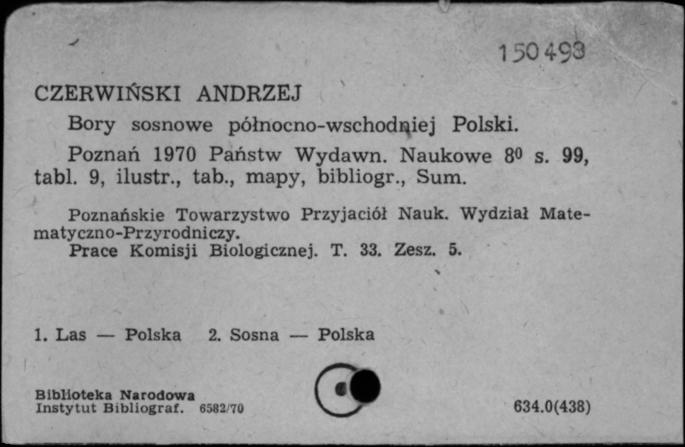 150493
CZERWIŃSKI ANDRZEJ
Bory sosnowe północno-wschodniej Polski.
Poznań 1970 Państw Wydawn. Naukowe 8⁰ s. 99,
tabl. 9, ilustr., tab., mapy, bibliogr., Sum.
Poznańskie Towarzystwo Przyjaciół Nauk. Wydział Mate-
matyczno-Przyrodniczy.
Prace Komisji Biologicznej. T. 33. Zesz. 5.
1. Las — Polska 2. Sosna — Polska
Biblioteka Narodowa
Instytut Bibliograf. 6582/70
634.0(438)